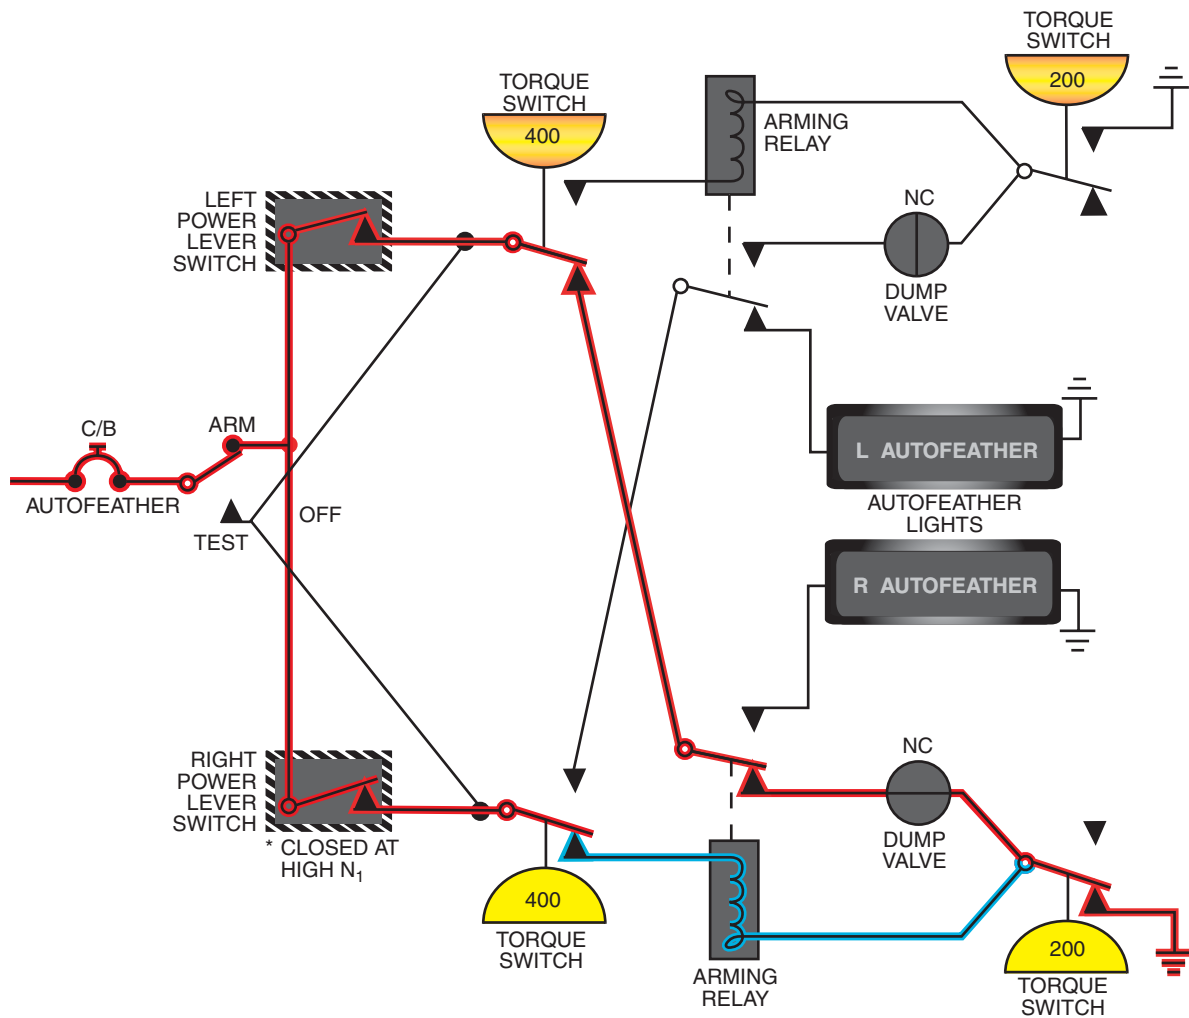 TORQUE
SWITCH
200
TORQUE
SWITCH
400
ARMING
RELAY
LEFT
POWER
LEVER
SWITCH
NC
DUMP
VALVE
C/B
ARM
AUTOFEATHER
L AUTOFEATHER
AUTOFEATHER
LIGHTS
OFF
TEST
R AUTOFEATHER
RIGHT
POWER
LEVER
SWITCH
* CLOSED AT
HIGH N1
NC
DUMP
VALVE
400
TORQUE
SWITCH
200
TORQUE
SWITCH
ARMING
RELAY